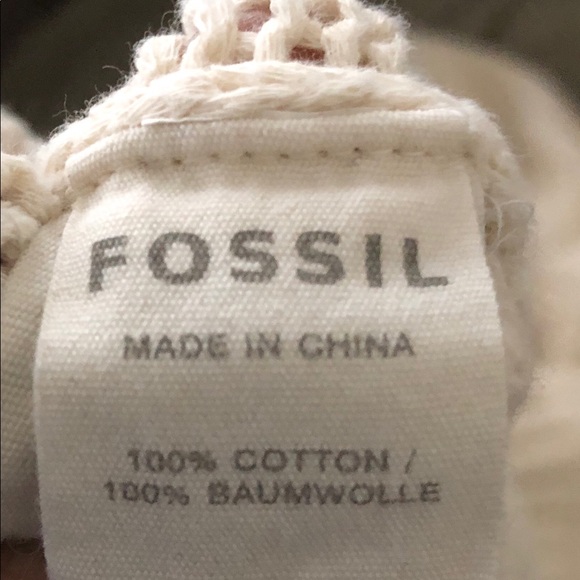 FOSSIL
MADE IN CHINA
100% COTTON /
100% BAUMWOLLE